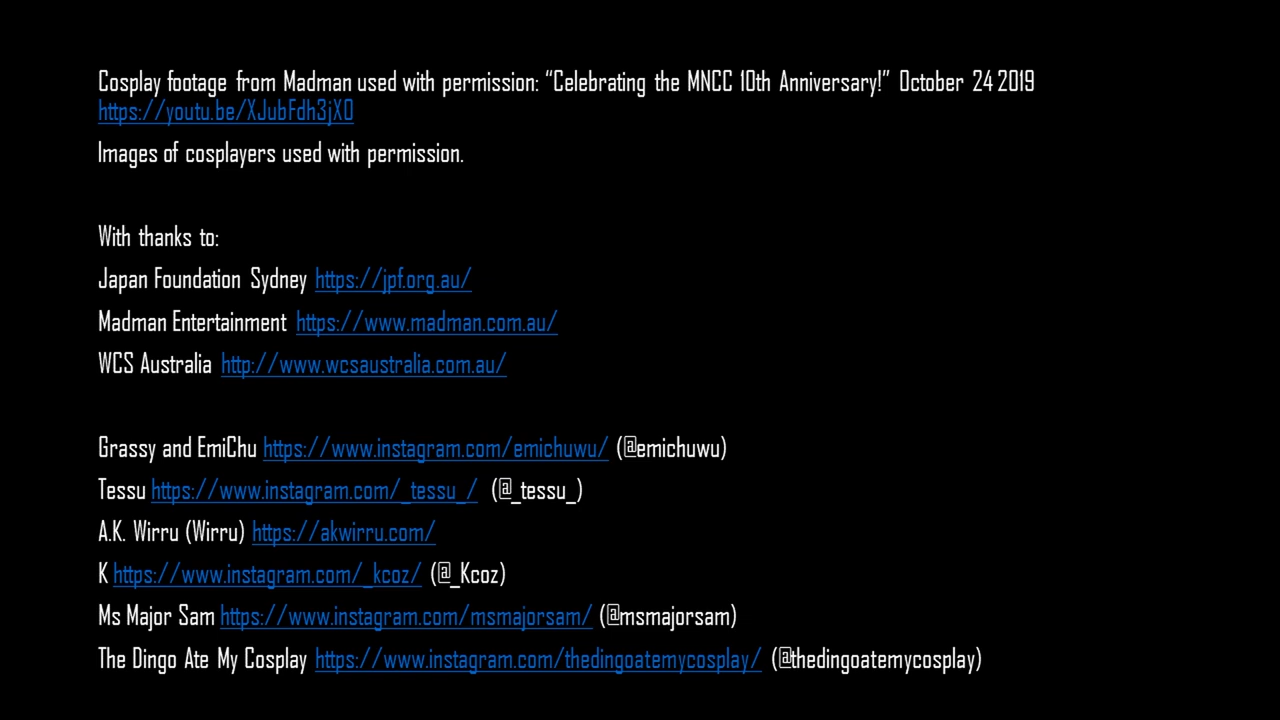 Cosplay footage from Madman used with permission: “Celebrating the MNCC 10th Anniversary!” October 24 2019
https://youtu.be/XJubFdh3jX0
Images of cosplayers used with permission.
With thanks to:
Japan Foundation Sydney https://jpf.org.au/
Madman Entertainment https://www.madman.com.au/
WCS Australia http://www.wcsaustralia.com.au/
Grassy and EmiChu https://www.instagram.com/emichuwu/ (@emichuwu)
Tessu https://www.instagram.com/_tessu_/ (@_tessu_)
A.K. Wirru (Wirru) https://akwirru.com/
K https://www.instagram.com/_kcoz/ (@_Kcoz)
Ms Major Sam https://www.instagram.com/msmajorsam/ (@msmajorsam)
The Dingo Ate My Cosplay https://www.instagram.com/thedingoatemycosplay/ (@thedingoatemycosplay)